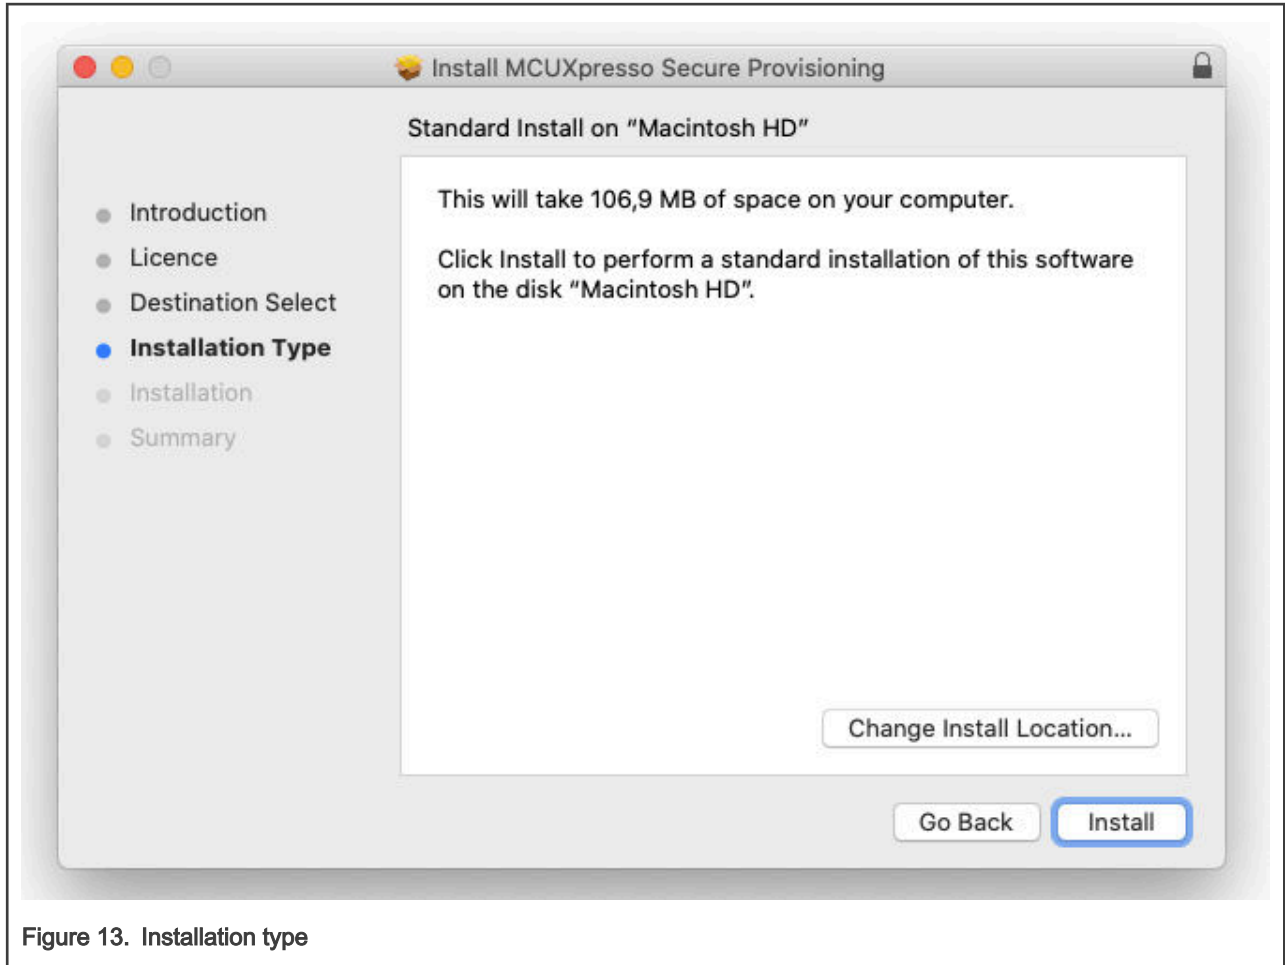 Install MCUXpresso Secure Provisioning
Standard Install on “Macintosh HD”
Introduction
Licence
Destination Select
Installation Type
Installation
Summary
This will take 106,9 MB of space on your computer.
Click Install to perform a standard installation of this software
on the disk “Macintosh HD”.
Change Install Location...
Go Back
Install
Figure 13. Installation type